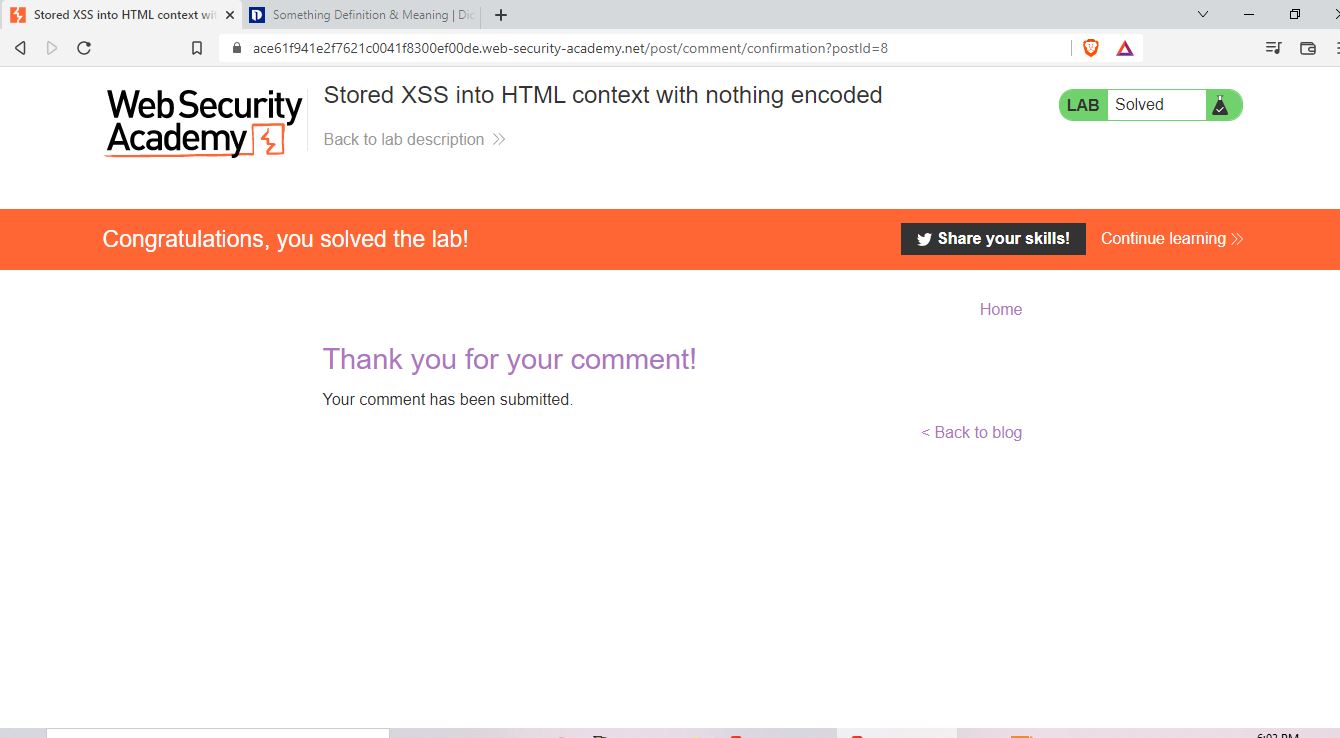 Stored XSS into HTML context wi
Something Definition & Meaning | Dic
ace61f941e2f7621c0041f8300ef00de.web-security-academy.net/post/comment/confirmation?postId=8
Web Security
Academy
Stored XSS into HTML context with nothing encoded
Back to lab description
LAB Solved
Congratulations, you solved the lab!
Share your skills!
Continue learning
Home
Thank you for your comment!
Your comment has been submitted.
< Back to blog